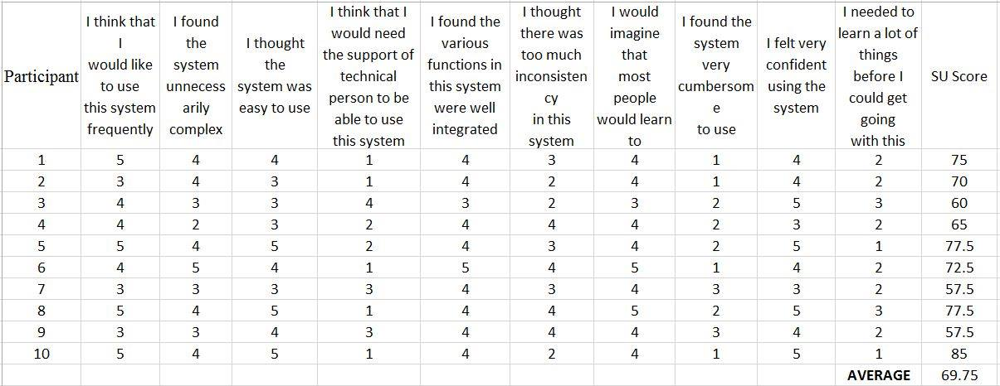 Participant
I think that
I
would like
to use
this system
frequently
I found
the
system
unnecess
arily
complex
I thought
the
system was
easy to use
I think that I
would need
the support of
technical
person to be
able to use
this system
I found the
various
functions in
this system
were well
integrated
I thought
there was
too much
inconsisten
cy
in this
system
I would
imagine
that
most
people
would learn
to
I found the
system
very
cumbersom
e
to use
I felt very
confident
using the
system
I needed to
learn a lot of
things
before I
could get
going
with this
SU Score
1 5 4 4 1 4 3 4 1 4 2 75
2 3 4 3 1 4 2 4 1 4 2 70
3 4 3 3 4 3 2 3 2 5 3 60
4 4 2 3 2 4 4 4 2 3 2 65
5 5 4 5 2 4 3 4 2 5 1 77.5
6 4 5 4 1 5 4 5 1 4 2 72.5
7 3 3 3 3 4 3 4 3 3 2 57.5
8 5 4 5 1 4 4 5 2 5 3 77.5
9 3 3 4 3 4 4 4 3 4 2 57.5
10 5 4 5 1 4 2 4 1 5 1 85
AVERAGE 69.75